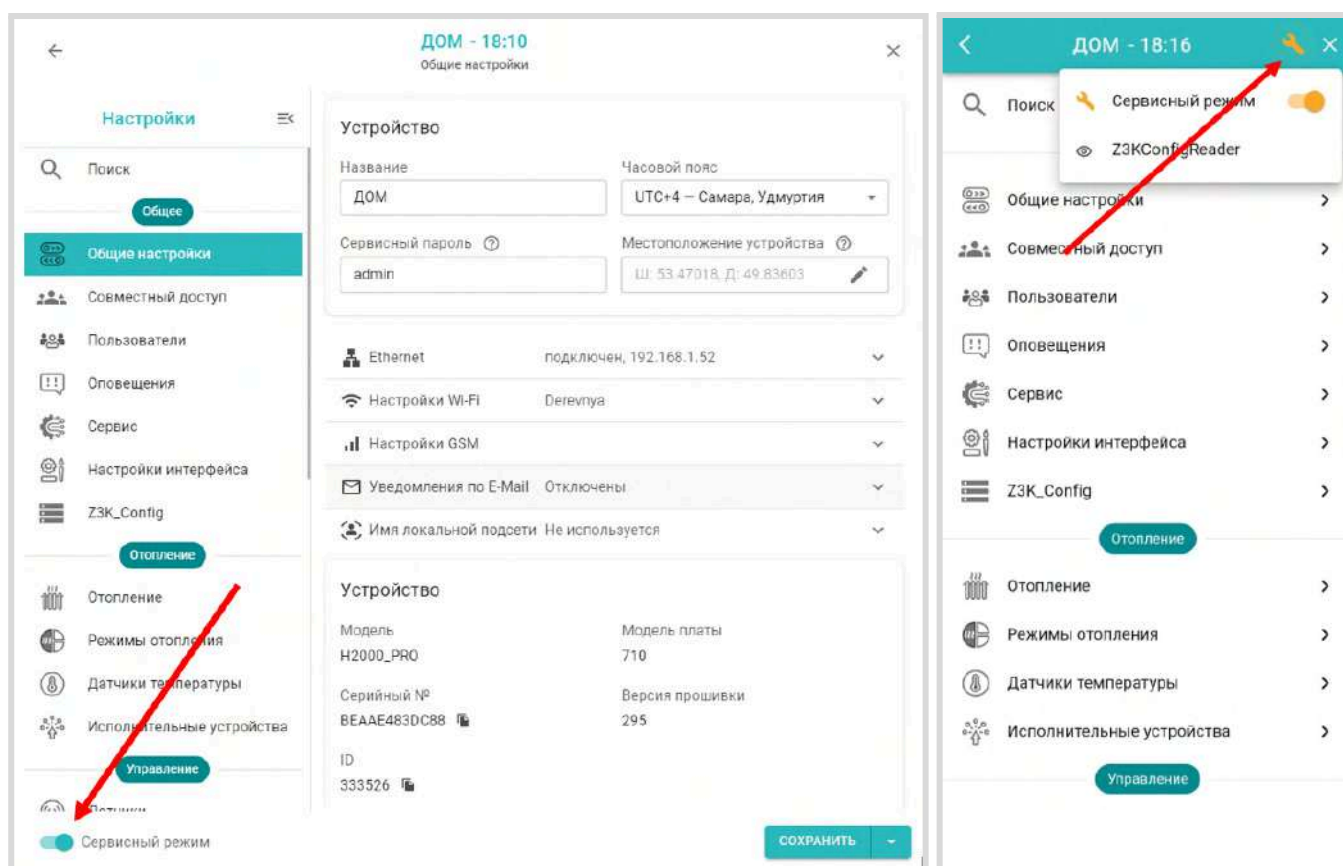 ДОМ - 18:10
Общие настройки
Настройки
Поиск
Общее
Общие настройки
Совместный доступ
Пользователи
Оповещения
Сервис
Настройки интерфейса
Z3K_Config
Отопление
Отопление
Режимы отопления
Датчики температуры
Исполнительные устройства
Управление
Датчики
Сервисный режим
Устройство
Название
ДОМ
Часовой пояс
UTC+4 — Самара, Удмуртия
Сервисный пароль
admin
Местоположение устройства
Ш: 53.47018, Д: 49.83603
Ethernet подключен, 192.168.1.52
Настройки Wi-Fi Derevnya
Настройки GSM
Уведомления по E-Mail Отключены
Имя локальной подсети Не используется
Устройство
Модель
H2000_PRO
Модель платы
710
Серийный №
BEAAE483DC88
Версия прошивки
295
ID
333526
СОХРАНИТЬ
ДОМ - 18:16
Поиск
Сервисный режим
Z3KConfigReader
Общие настройки
Совместный доступ
Пользователи
Оповещения
Сервис
Настройки интерфейса
Z3K_Config
Отопление
Отопление
Режимы отопления
Датчики температуры
Исполнительные устройства
Управление